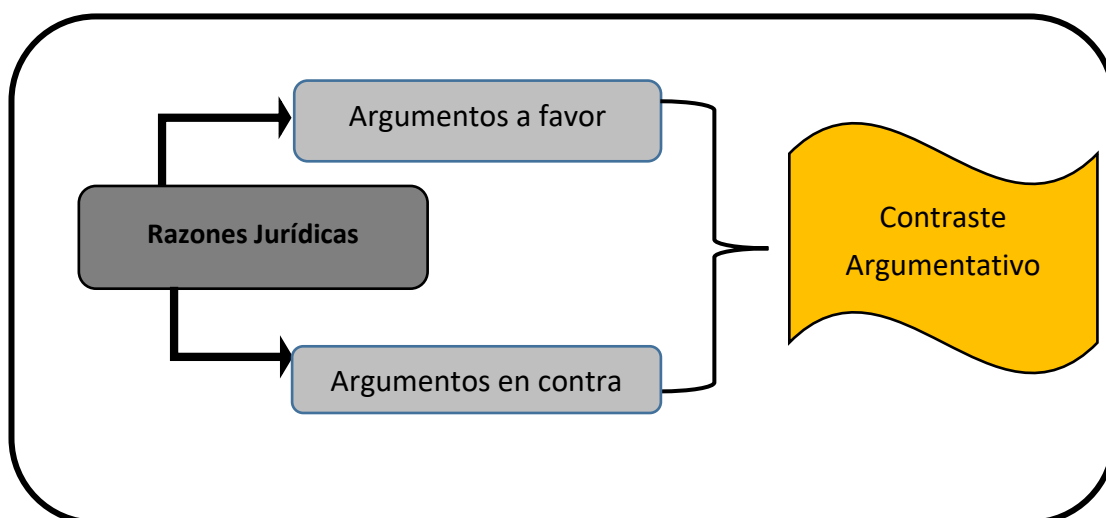 Argumentos a favor
Razones Jurídicas
Argumentos en contra
Contraste
Argumentativo